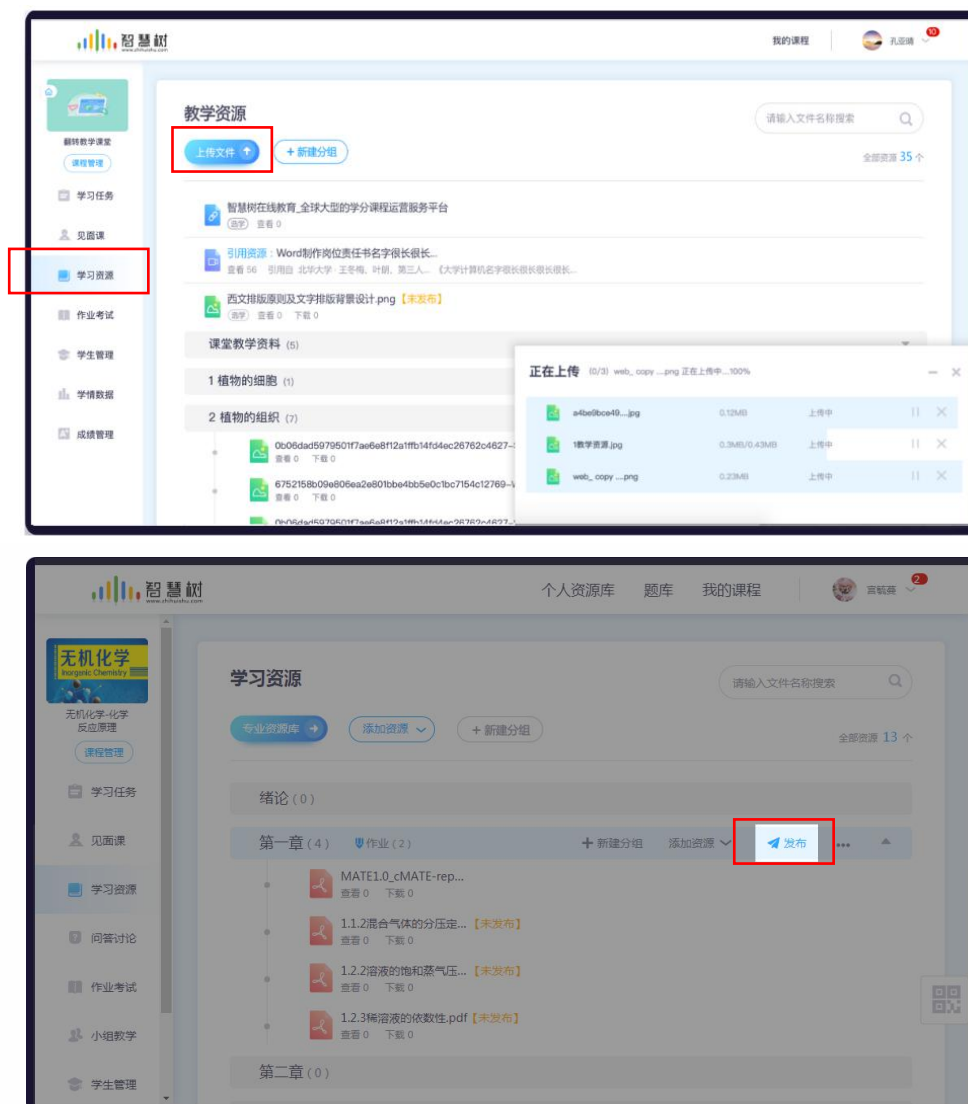 智慧树
www.zhihuishu.com
我的课程
10
翻转教学课堂
课程管理
学习任务
见面课
学习资源
作业考试
学生管理
学情数据
成绩管理
教学资源
请输入文件名称搜索
上传文件
+ 新建分组
全部资源 35 个
智慧树在线教育_全球大型的学分课程运营服务平台
选学 查看 0
引用资源：Word制作岗位责任书名字很长很长...
查看 56 引用自 北华大学 · 王冬梅，叶朗，第三人... 《大学计算机名字很长很长很长很长...
西文排版原则及文字排版背景设计.png【未发布】
选学 查看 0 下载 0
课堂教学资料 (5)
1 植物的细胞 (1)
2 植物的组织 (7)
0b06dad5979501f7ae6e8f12a1ffb14fd4ec26762c4627-
查看 0 下载 0
6752158b09e806ea2e801bbe4bb5e0c1bc7154c12769-
查看 0 下载 0
正在上传 (0/3) web_ copy ....png 正在上传中...100%
a4be9bce49....jpg 0.12MB 上传中
1教学资源.jpg 0.3MB/0.43MB 上传中
web_ copy ....png 0.23MB 上传中
智慧树
www.zhihuishu.com
个人资源库 题库 我的课程
2
无机化学
Inorganic Chemistry
无机化学-化学
反应原理
课程管理
学习任务
见面课
学习资源
问答讨论
作业考试
小组教学
学生管理
学习资源
请输入文件名称搜索
专业资源库
添加资源
+ 新建分组
全部资源 13 个
绪论 (0)
第一章 (4) 作业 (2) + 新建分组 添加资源 发布 ...
MATE1.0_cMATE-rep...
查看 0 下载 0
1.1.2混合气体的分压定...【未发布】
查看 0 下载 0
1.2.2溶液的饱和蒸气压...【未发布】
查看 0 下载 0
1.2.3稀溶液的依数性.pdf【未发布】
查看 0 下载 0
第二章 (0)